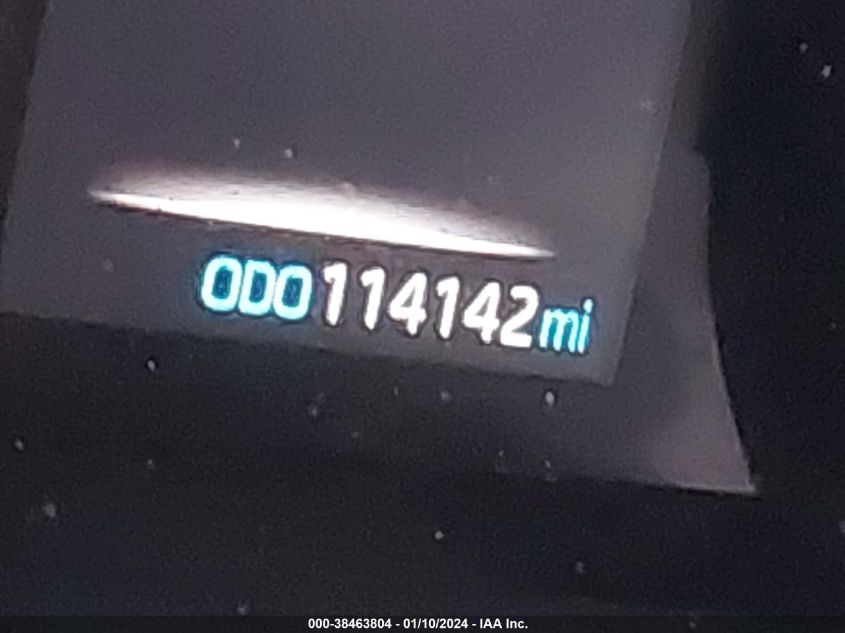 ODO 114142 mi
000-38463804 - 01/10/2024 - IAA Inc.